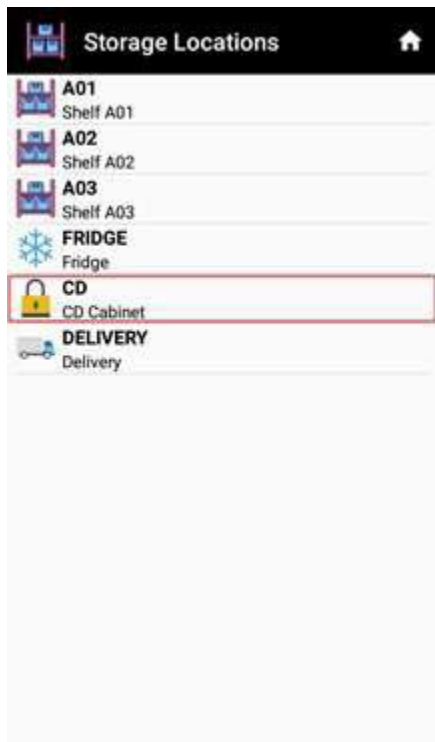 Storage Locations
A01
Shelf A01
A02
Shelf A02
A03
Shelf A03
FRIDGE
Fridge
CD
CD Cabinet
DELIVERY
Delivery